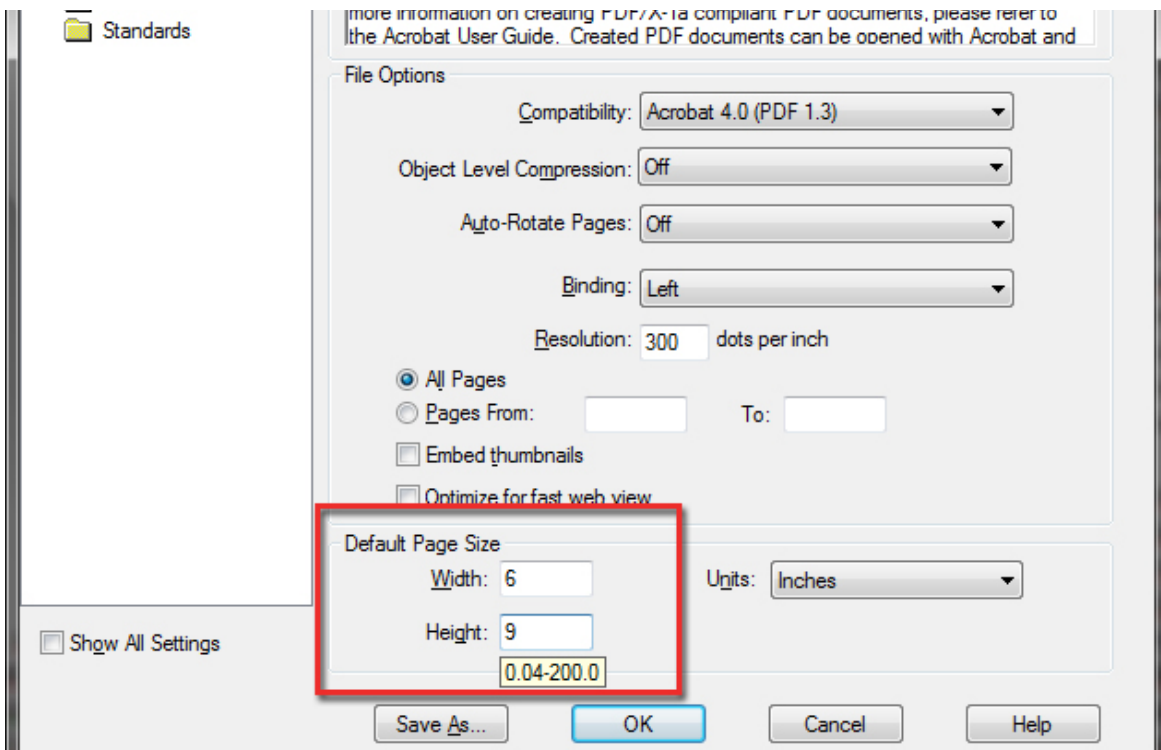 more information on creating PDF/X-1a compliant PDF documents, please refer to
Standards
the Acrobat User Guide. Created PDF documents can be opened with Acrobat and
File Options
Compatibility: Acrobat 4.0 (PDF 1.3)
Object Level Compression: Off
Auto-Rotate Pages: Off
Binding: Left
Resolution: 300 dots per inch
All Pages
Pages From: To:
Embed thumbnails
Optimize for fast web view
Default Page Size
Width: 6 Units: Inches
Height: 9
Show All Settings
0.04-200.0
Save As... OK Cancel Help